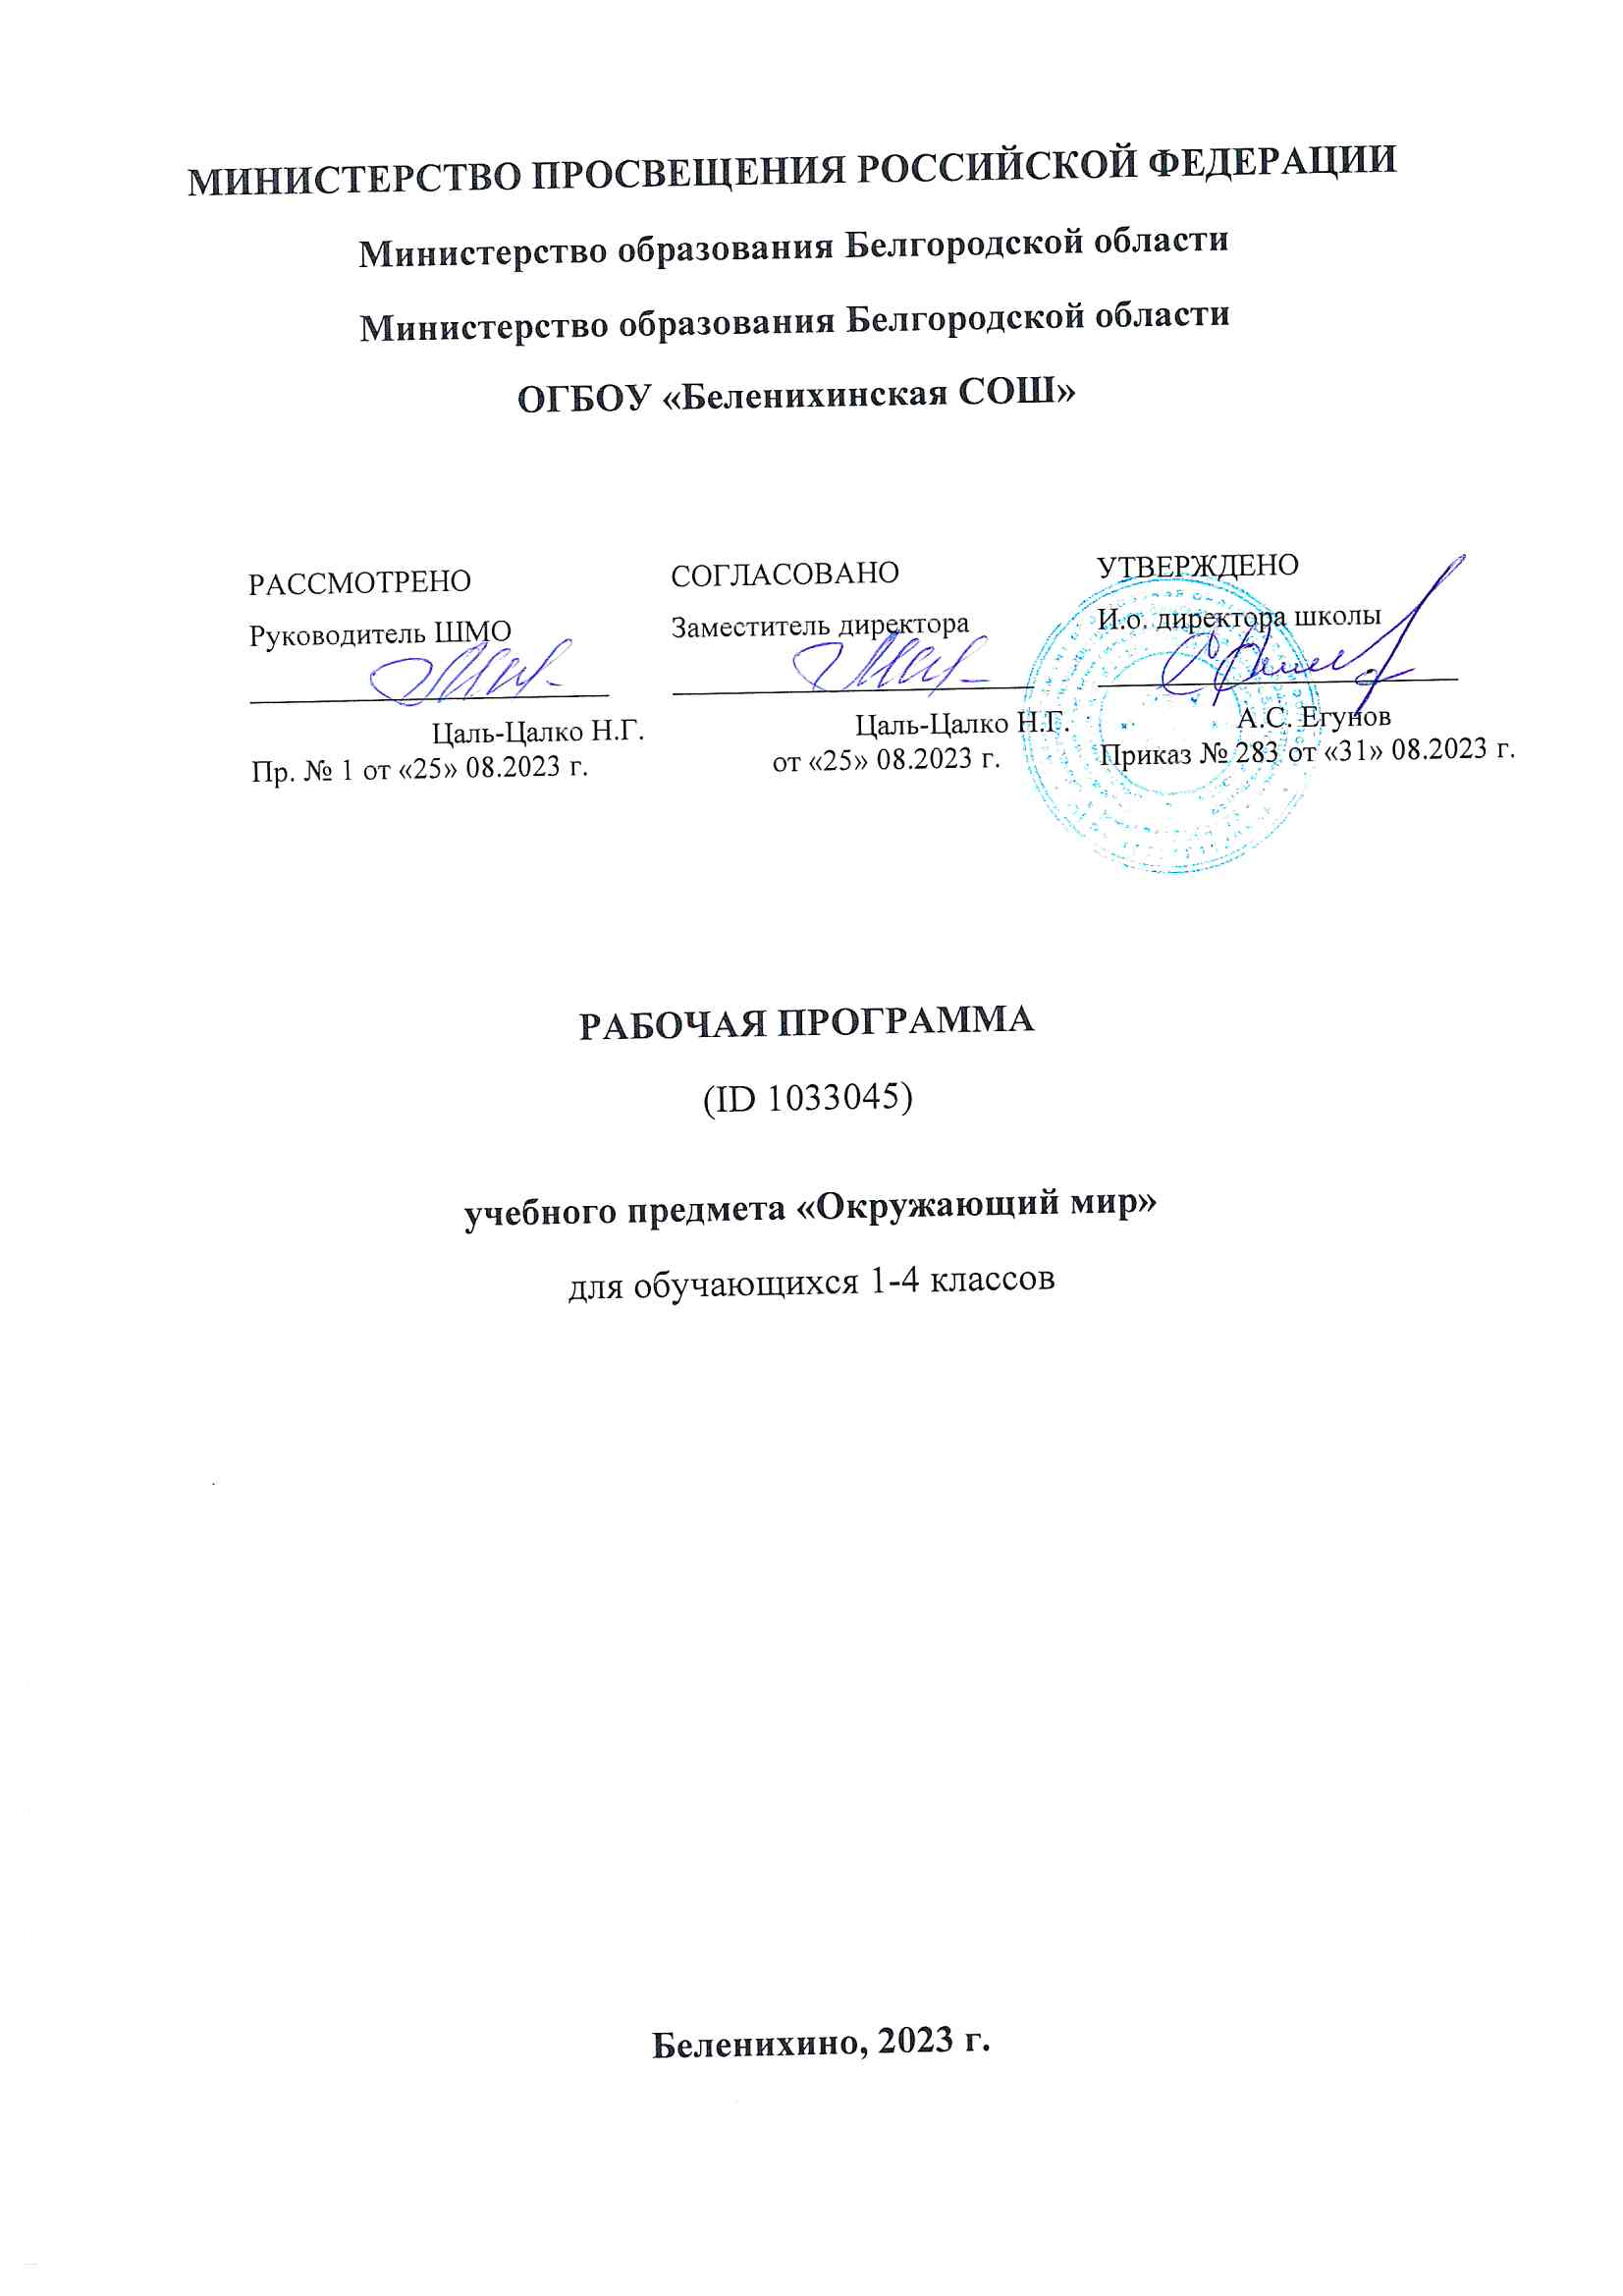 МИНИСТЕРСТВО ПРОСВЕЩЕНИЯ РОССИЙСКОЙ ФЕДЕРАЦИИ
Министерство образования Белгородской области
Министерство образования Белгородской области
ОГБОУ «Беленихинская СОШ»
РАССМОТРЕНО
Руководитель ШМО
Цаль-Цалко Н.Г.
Пр. № 1 от «25» 08.2023 г.
СОГЛАСОВАНО
Заместитель директора
Цаль-Цалко Н.Г.
от «25» 08.2023 г.
УТВЕРЖДЕНО
И.о. директора школы
А.С. Егунов
Приказ № 283 от «31» 08.2023 г.
РАБОЧАЯ ПРОГРАММА
(ID 1033045)
учебного предмета «Окружающий мир»
для обучающихся 1-4 классов
Беленихино, 2023 г.